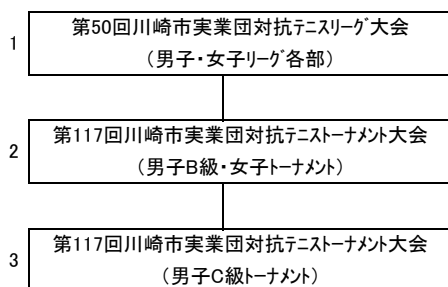 1
第50回川崎市実業団対抗テニスリーグ大会
（男子・女子リーグ各部）
2
第117回川崎市実業団対抗テニストーナメント大会
（男子B級・女子トーナメント）
3
第117回川崎市実業団対抗テニストーナメント大会
（男子C級トーナメント）